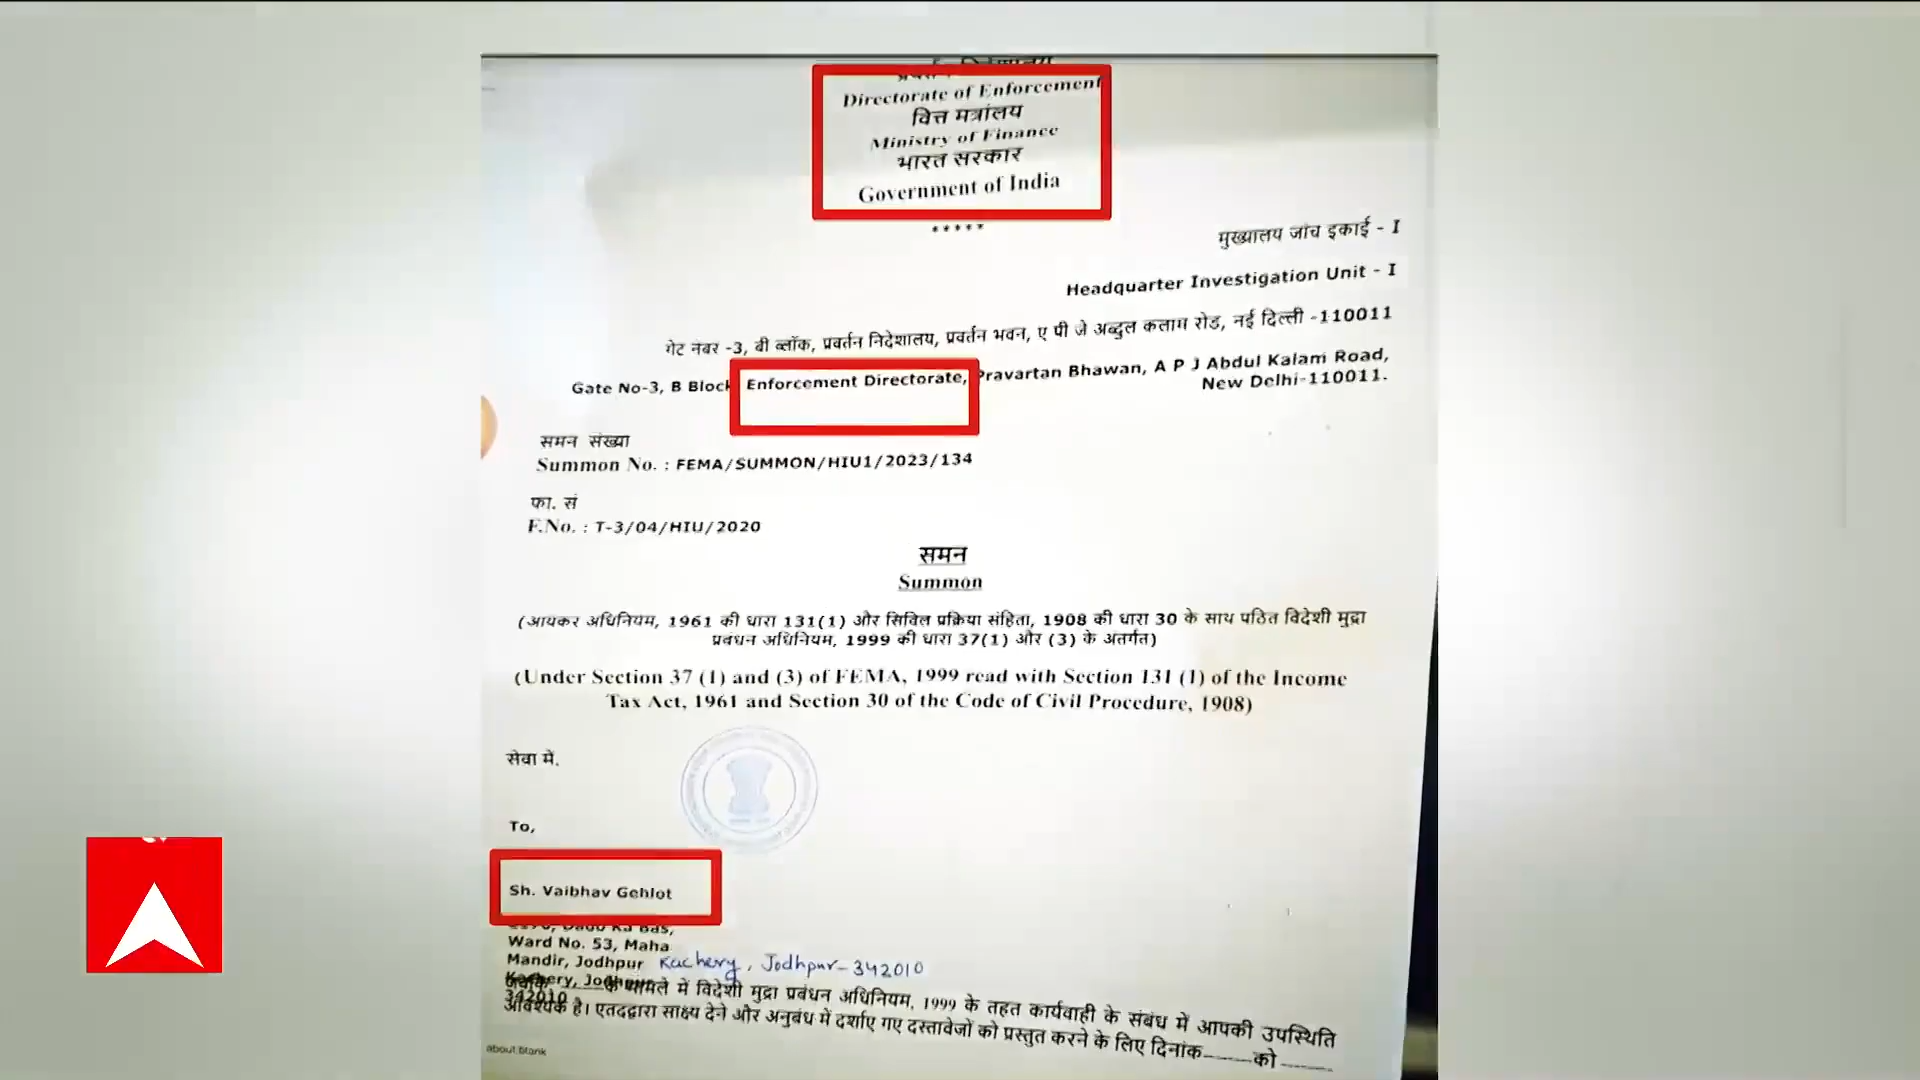 Directorate of Enforcement
वित्त मत्रांलय
Ministry of Finance
भारत सरकार
Government of India
*****
मुख्यालय जांच इकाई - I
Headquarter Investigation Unit - I
गेट नंबर -3, बी ब्लॉक, प्रवर्तन निदेशालय, प्रवर्तन भवन, ए पी जे अब्दुल कलाम रोड, नई दिल्ली -110011
Gate No-3, B Block Enforcement Directorate, Pravartan Bhawan, A P J Abdul Kalam Road,
New Delhi-110011.
समन संख्या
Summon No. : FEMA/SUMMON/HIU1/2023/134
फा. सं
F.No. : T-3/04/HIU/2020
समन
Summon
(आयकर अधिनियम, 1961 की धारा 131(1) और सिविल प्रक्रिया संहिता, 1908 की धारा 30 के साथ पठित विदेशी मुद्रा
प्रबंधन अधिनियम, 1999 की धारा 37(1) और (3) के अंतर्गत)
(Under Section 37 (1) and (3) of FEMA, 1999 read with Section 131 (1) of the Income
Tax Act, 1961 and Section 30 of the Code of Civil Procedure, 1908)
सेवा में.
To,
Sh. Vaibhav Gehlot
Ward No. 53, Maha
Mandir, Jodhpur Kachery, Jodhpur-342010
Kachery, Jodhpur
342010
के मामले में विदेशी मुद्रा प्रबंधन अधिनियम, 1999 के तहत कार्यवाही के संबंध में आपकी उपस्थिति
आवश्यक है। एतदद्वारा साक्ष्य देने और अनुबंध में दर्शाए गए दस्तावेजों को प्रस्तुत करने के लिए दिनांक____को____
about:blank